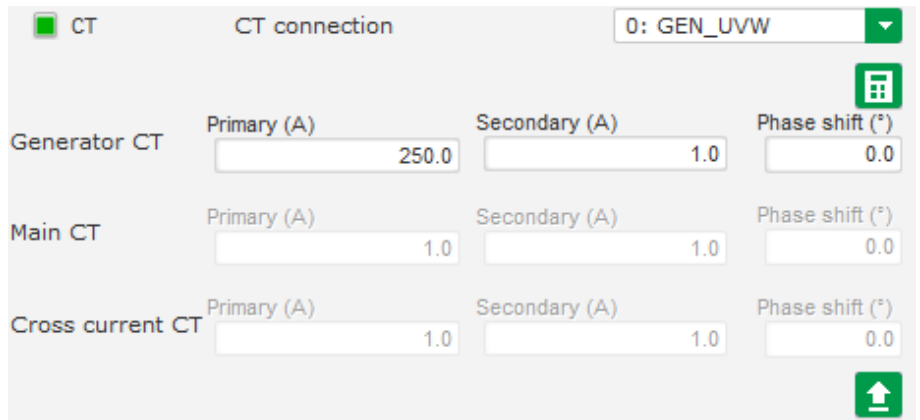 CT CT connection 0: GEN_UVW
Primary (A) Secondary (A) Phase shift (°)
Generator CT 250.0 1.0 0.0
Primary (A) Secondary (A) Phase shift (°)
Main CT 1.0 1.0 0.0
Primary (A) Secondary (A) Phase shift (°)
Cross current CT 1.0 1.0 0.0